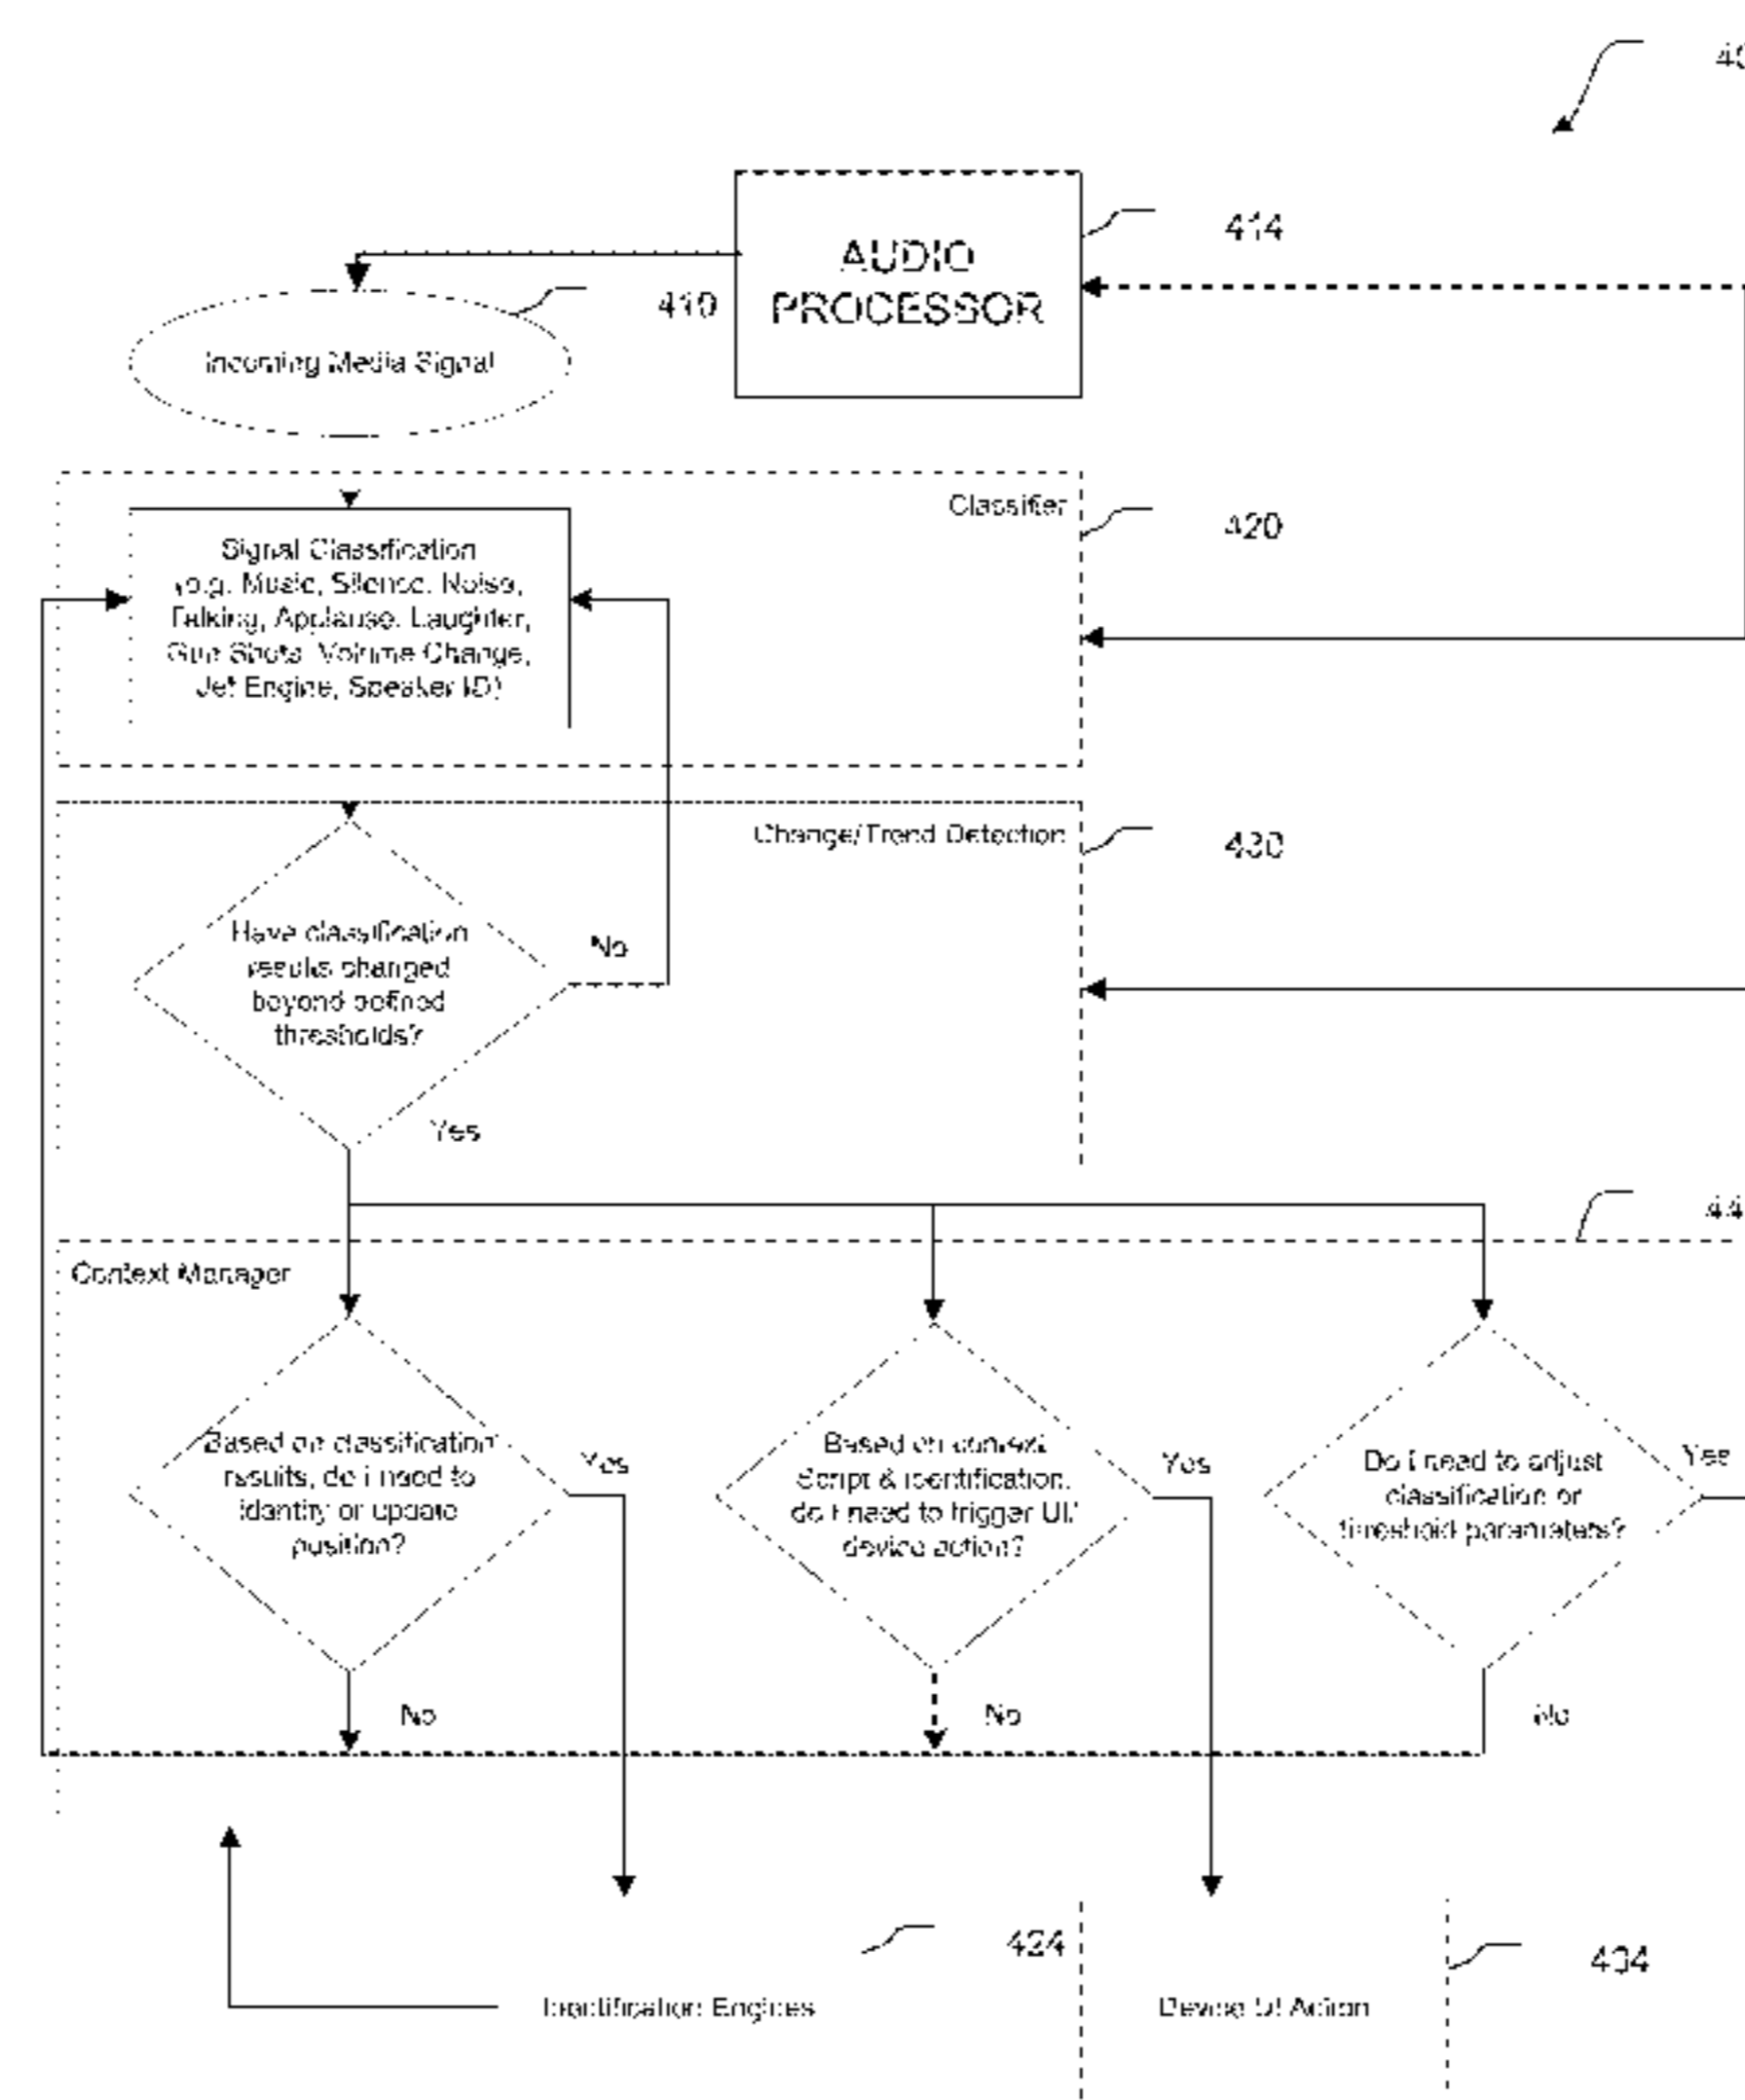 414
AUDIO
PROCESSOR
410
Incoming Media Signal
Classifier
420
Signal Classification
(e.g. Music, Silence, Noise,
Talking, Applause, Laughter,
Gun Shots, Volume Change,
Jet Engine, Speaker ID)
Change/Trend Detection
430
Have classification
results changed
beyond defined
thresholds?
No
Yes
44
Context Manager
Based on classification
results, do I need to
identify or update
position?
Yes
Based on context
Script & identification,
do I need to trigger UI/
device action?
Yes
Do I need to adjust
classification or
threshold parameters?
Yes
No
No
No
424
434
Identification Engines
Device UI Action